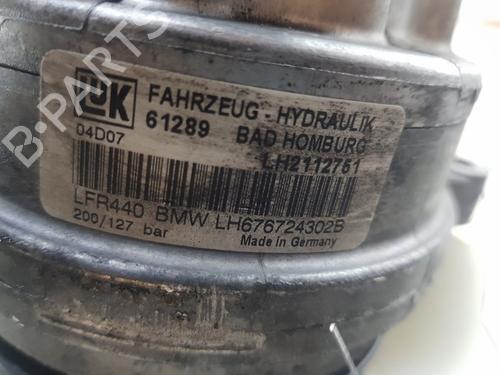 B-PARTS
LUK
FAHRZEUG - HYDRAULIK
61289 BAD HOMBURG
04D07
LH2112751
LFR440 BMW LH676724302B
200/127 bar
Made in Germany